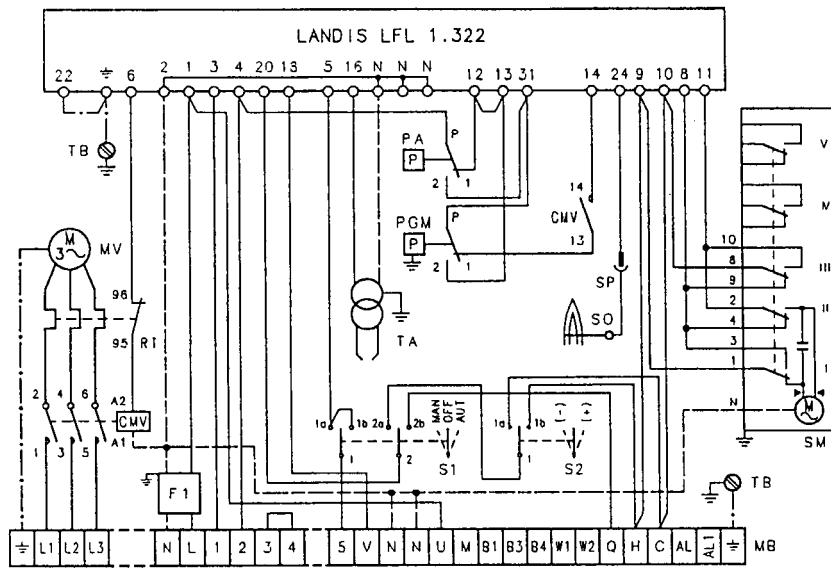 LANDIS LFL 1.322
22 6 2 1 3 4 20 18 5 16 N N N 12 13 31 14 24 9 10 8 11
TB
PA P P 2 1
PGM P P 2 1
14 CMV 13
SP
SO
TA
M 3 MV
96
95 RT
2 4 6 A2
CMV
1 3 5 A1
F1
1a 1b 2a 2b MAN OFF AUT
1 2 S1
1a 1b (-) (+)
1 S2
V
M
10
8 III
9
2 II
4
3
1 I
N M
SM
TB
L1 L2 L3 N L 1 2 3 4 5 V N N U M B1 B3 B4 W1 W2 Q H C AL AL1 MB